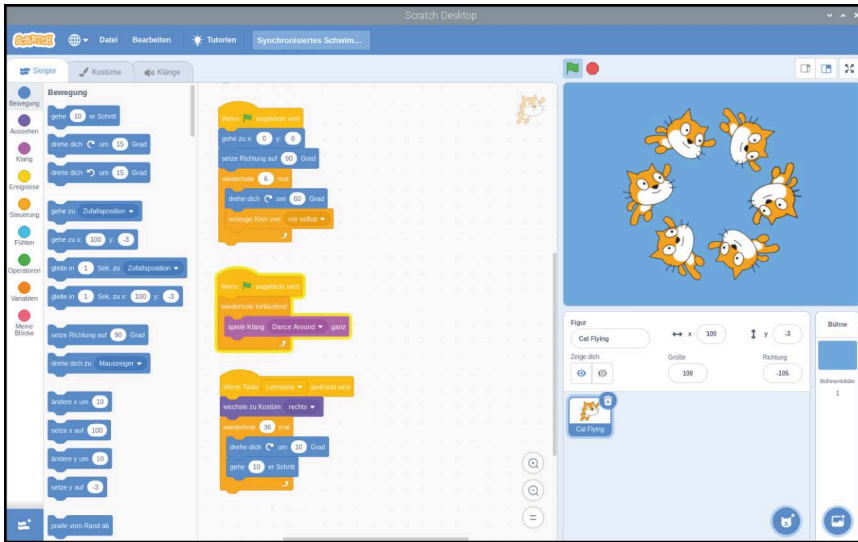 Scratch Desktop
SCRATCH Datei Bearbeiten Tutorien Synchronisiertes Schwim...
Skripte Kostüme Klänge
Bewegung
Aussehen
Klang
Ereignisse
Steuerung
Fühlen
Operatoren
Variablen
Meine
Blöcke
Bewegung
gehe 10 er Schritt
drehe dich um 15 Grad
drehe dich um 15 Grad
gehe zu Zufallsposition
gehe zu x: 100 y: -3
gleite in 1 Sek. zu Zufallsposition
gleite in 1 Sek. zu x: 100 y: -3
setze Richtung auf 90 Grad
drehe dich zu Mauszeiger
ändere x um 10
setze x auf 100
ändere y um 10
setze y auf -3
pralle vom Rand ab
Wenn angeklickt wird
gehe zu x: 0 y: 0
setze Richtung auf 90 Grad
wiederhole 6 mal
drehe dich um 60 Grad
erzeuge Klon von mir selbst
Wenn angeklickt wird
wiederhole fortlaufend
spiele Klang Dance Around ganz
Wenn Taste Leertaste gedrückt wird
wechsle zu Kostüm rechts
wiederhole 36 mal
drehe dich um 10 Grad
gehe 10 er Schritt
Figur
Cat Flying x 100 y -3
Zeige dich Größe Richtung
100 -105
Cat Flying
Bühne
Bühnenbilder
1